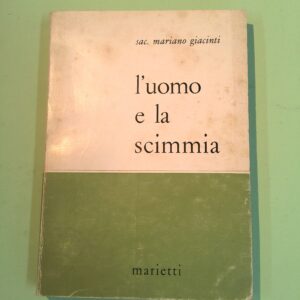 sac. mariano giacinti
l'uomo
e la
scimmia
marietti